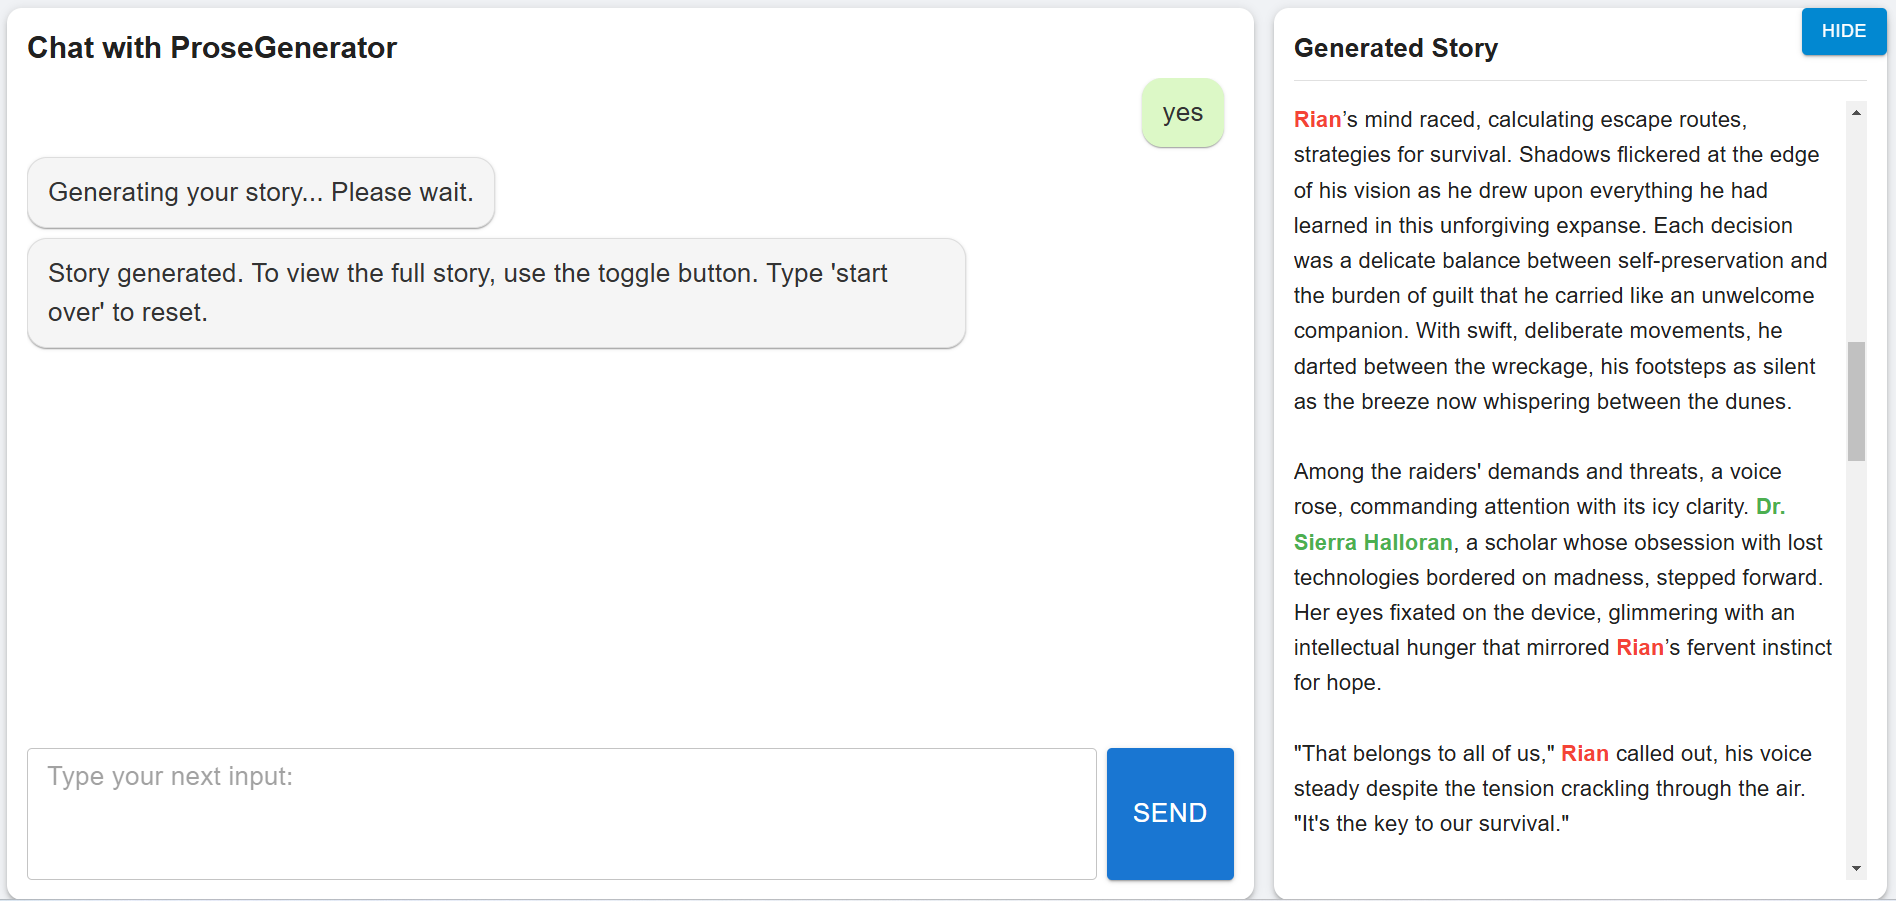 Chat with ProseGenerator
yes
Generating your story... Please wait.
Story generated. To view the full story, use the toggle button. Type 'start
over' to reset.
Type your next input:
SEND
HIDE
Generated Story
Rian’s mind raced, calculating escape routes,
strategies for survival. Shadows flickered at the edge
of his vision as he drew upon everything he had
learned in this unforgiving expanse. Each decision
was a delicate balance between self-preservation and
the burden of guilt that he carried like an unwelcome
companion. With swift, deliberate movements, he
darted between the wreckage, his footsteps as silent
as the breeze now whispering between the dunes.
Among the raiders' demands and threats, a voice
rose, commanding attention with its icy clarity. Dr.
Sierra Halloran, a scholar whose obsession with lost
technologies bordered on madness, stepped forward.
Her eyes fixated on the device, glimmering with an
intellectual hunger that mirrored Rian’s fervent instinct
for hope.
"That belongs to all of us," Rian called out, his voice
steady despite the tension crackling through the air.
"It's the key to our survival."